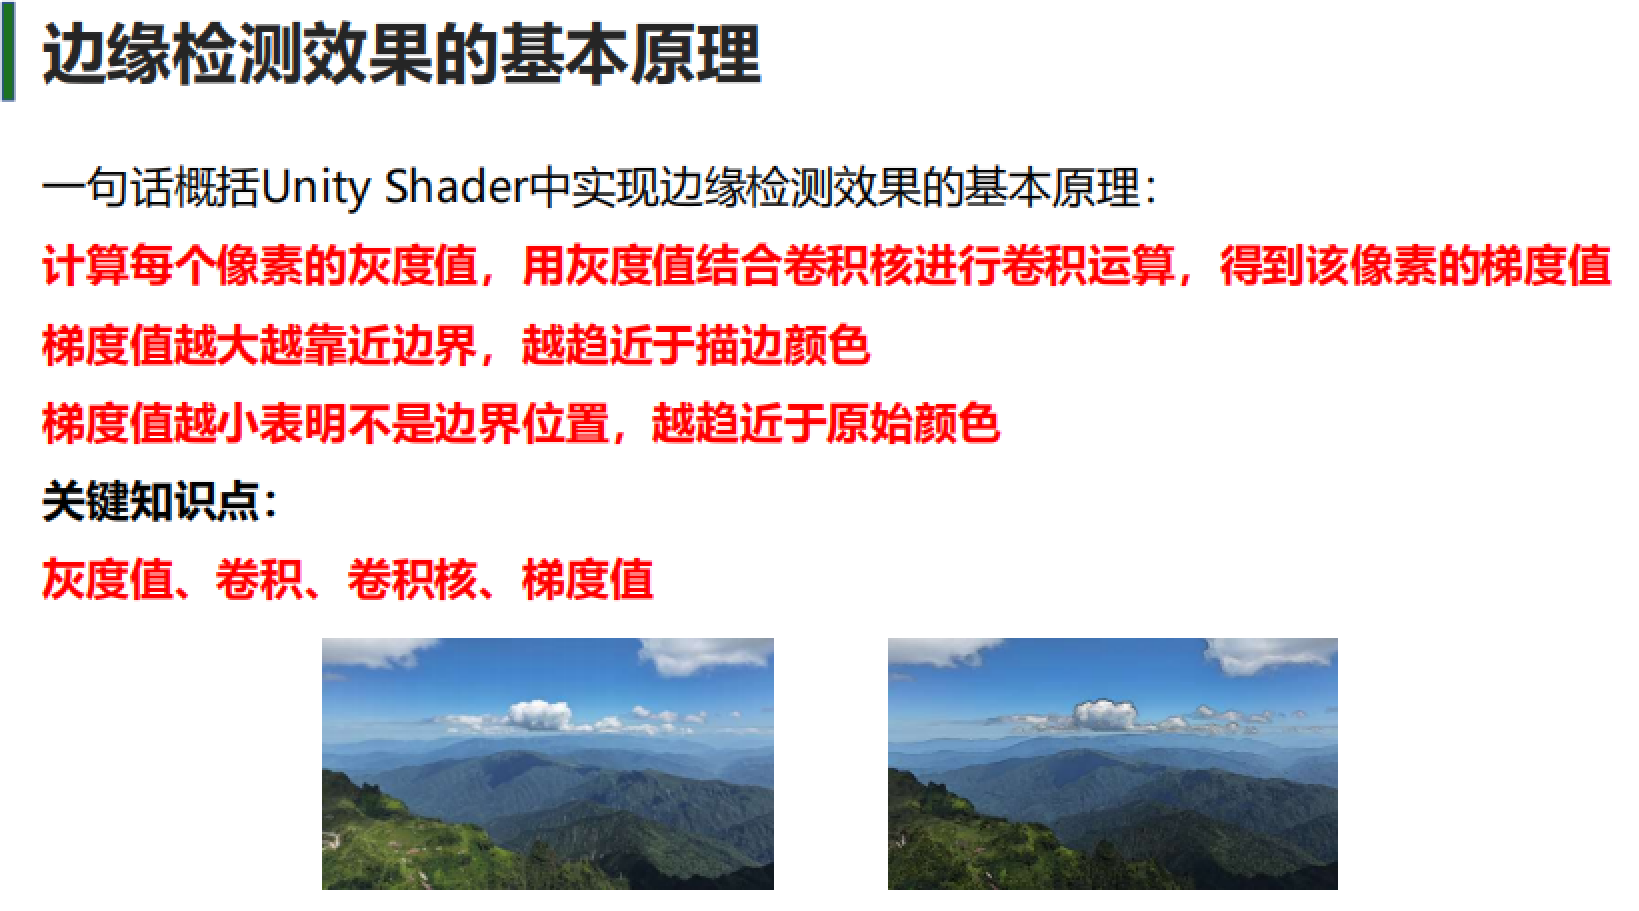 边缘检测效果的基本原理
一句话概括Unity Shader中实现边缘检测效果的基本原理：
计算每个像素的灰度值，用灰度值结合卷积核进行卷积运算，得到该像素的梯度值
梯度值越大越靠近边界，越趋近于描边颜色
梯度值越小表明不是边界位置，越趋近于原始颜色
关键知识点：
灰度值、卷积、卷积核、梯度值